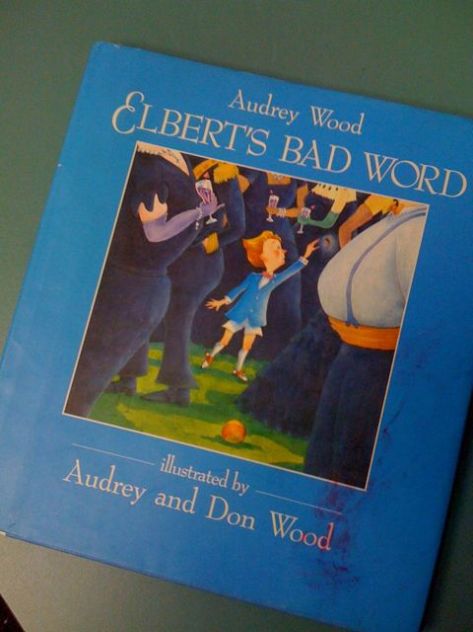 Audrey Wood
ELBERT'S BAD WORD
illustrated by
Audrey and Don Wood